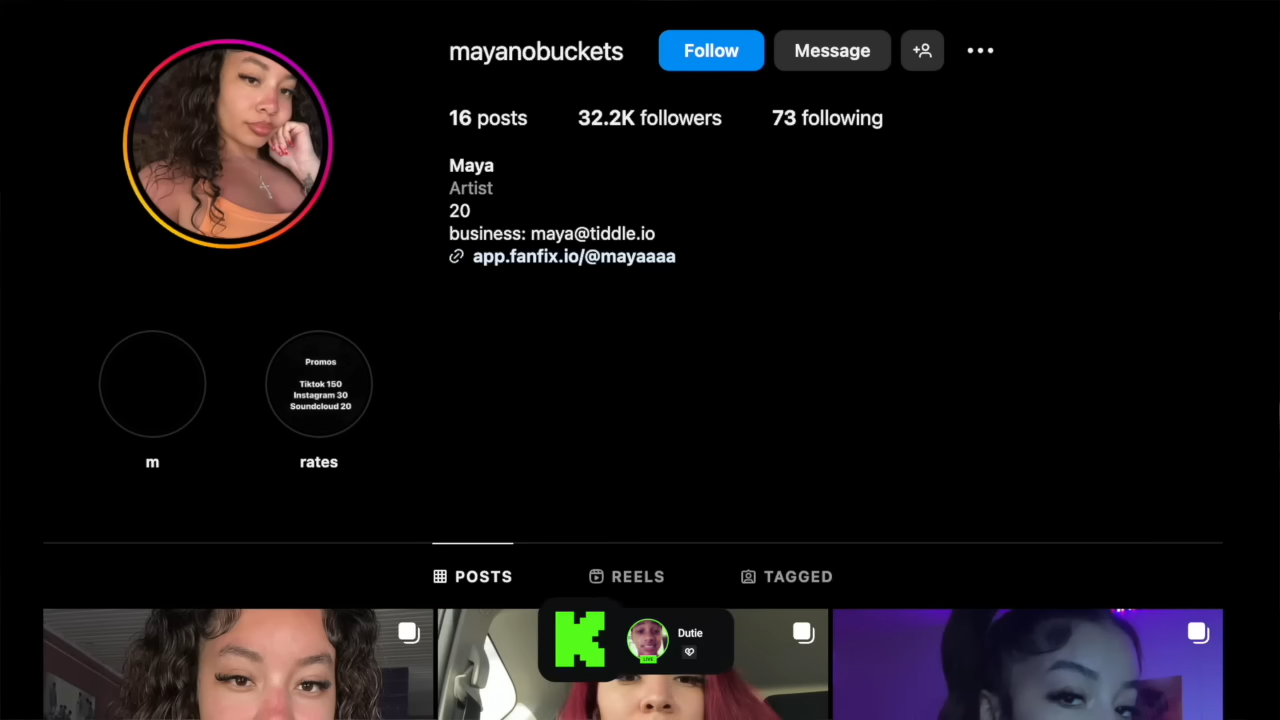 mayanobuckets Follow Message
16 posts 32.2K followers 73 following
Maya
Artist
20
business: maya@tiddle.io
app.fanfix.io/@mayaaaa
Promos
Tiktok 150
Instagram 30
Soundcloud 20
m rates
POSTS REELS TAGGED
K
Dutie
LIVE